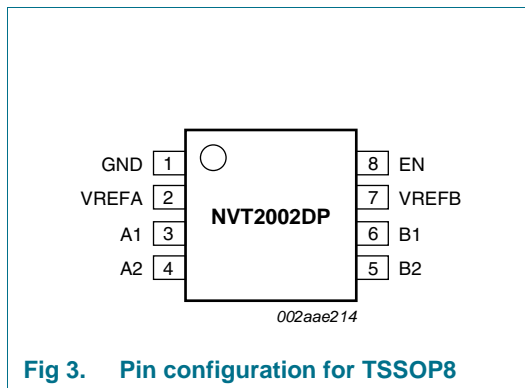 GND 1 8 EN
VREFA 2 7 VREFB
NVT2002DP
A1 3 6 B1
A2 4 5 B2
002aae214
Fig 3. Pin configuration for TSSOP8